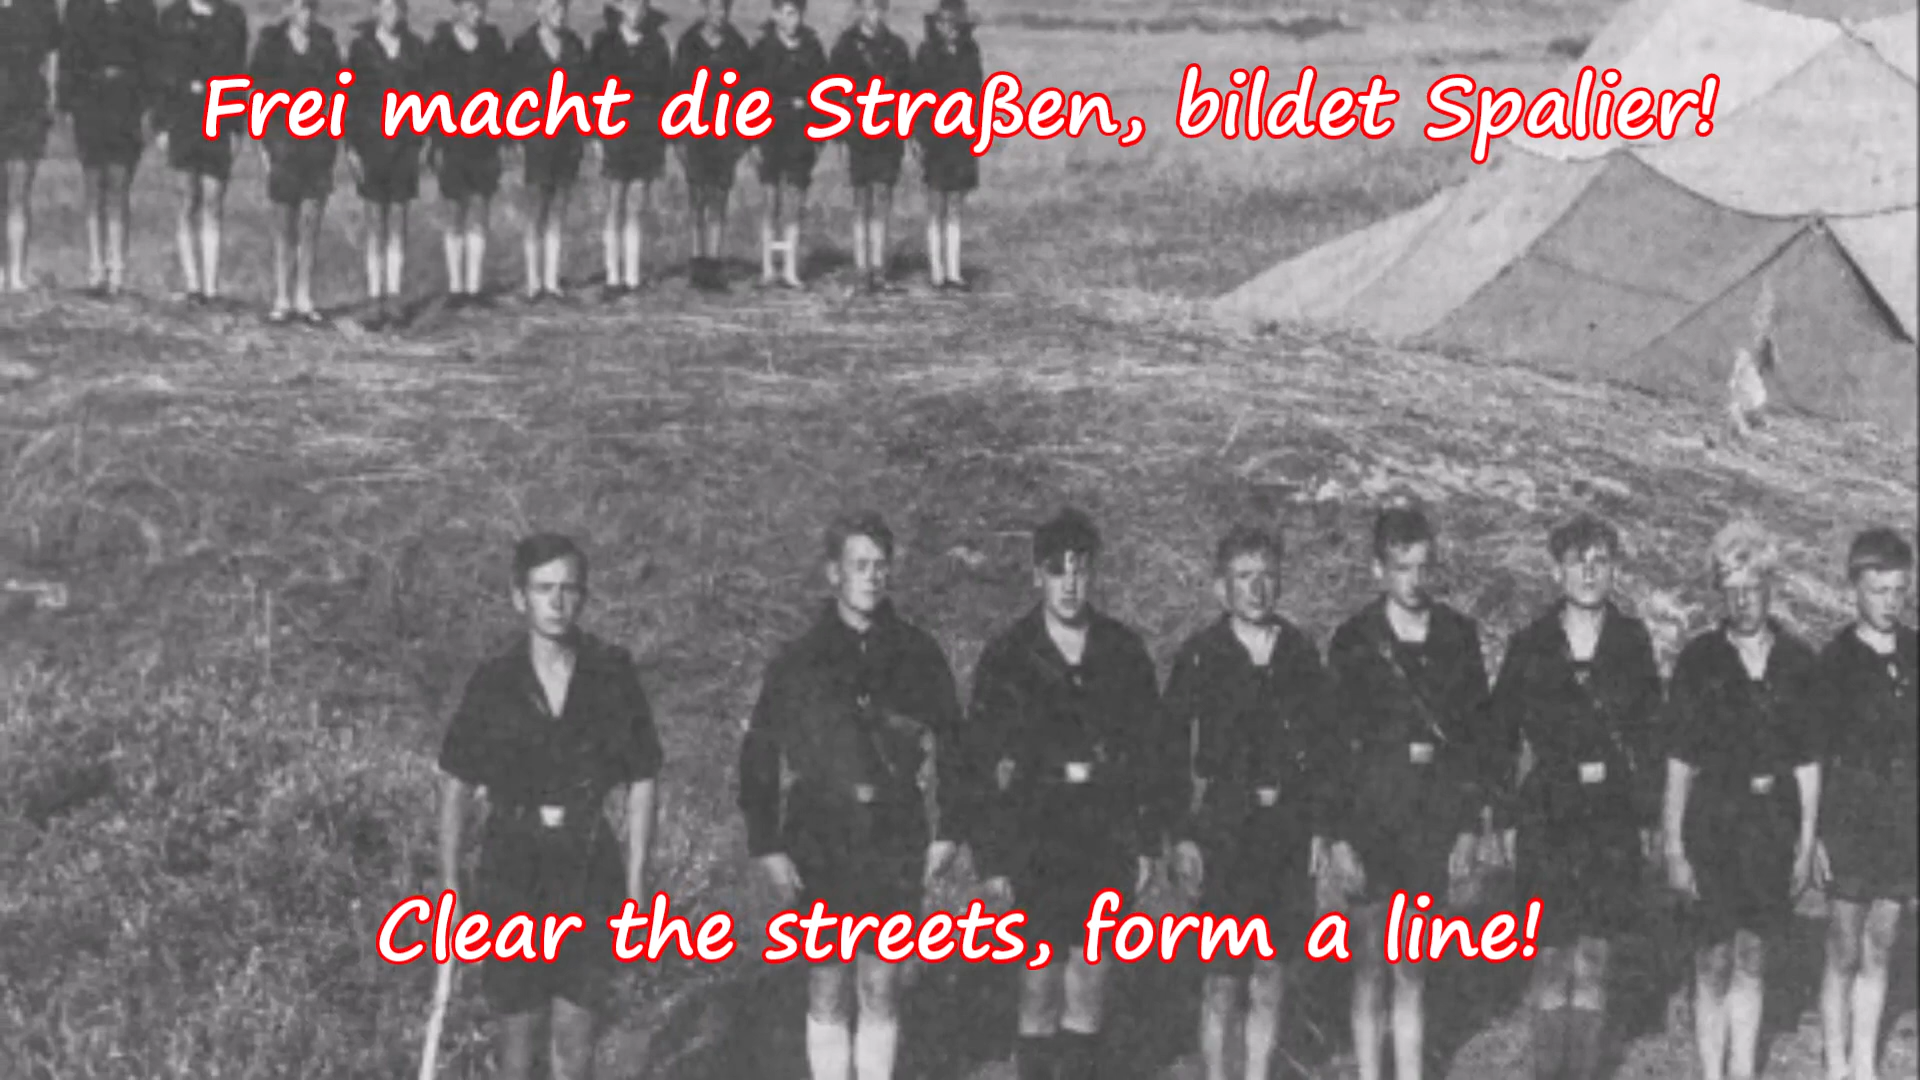 Frei macht die Straßen, bildet Spalier!
Clear the streets, form a line!